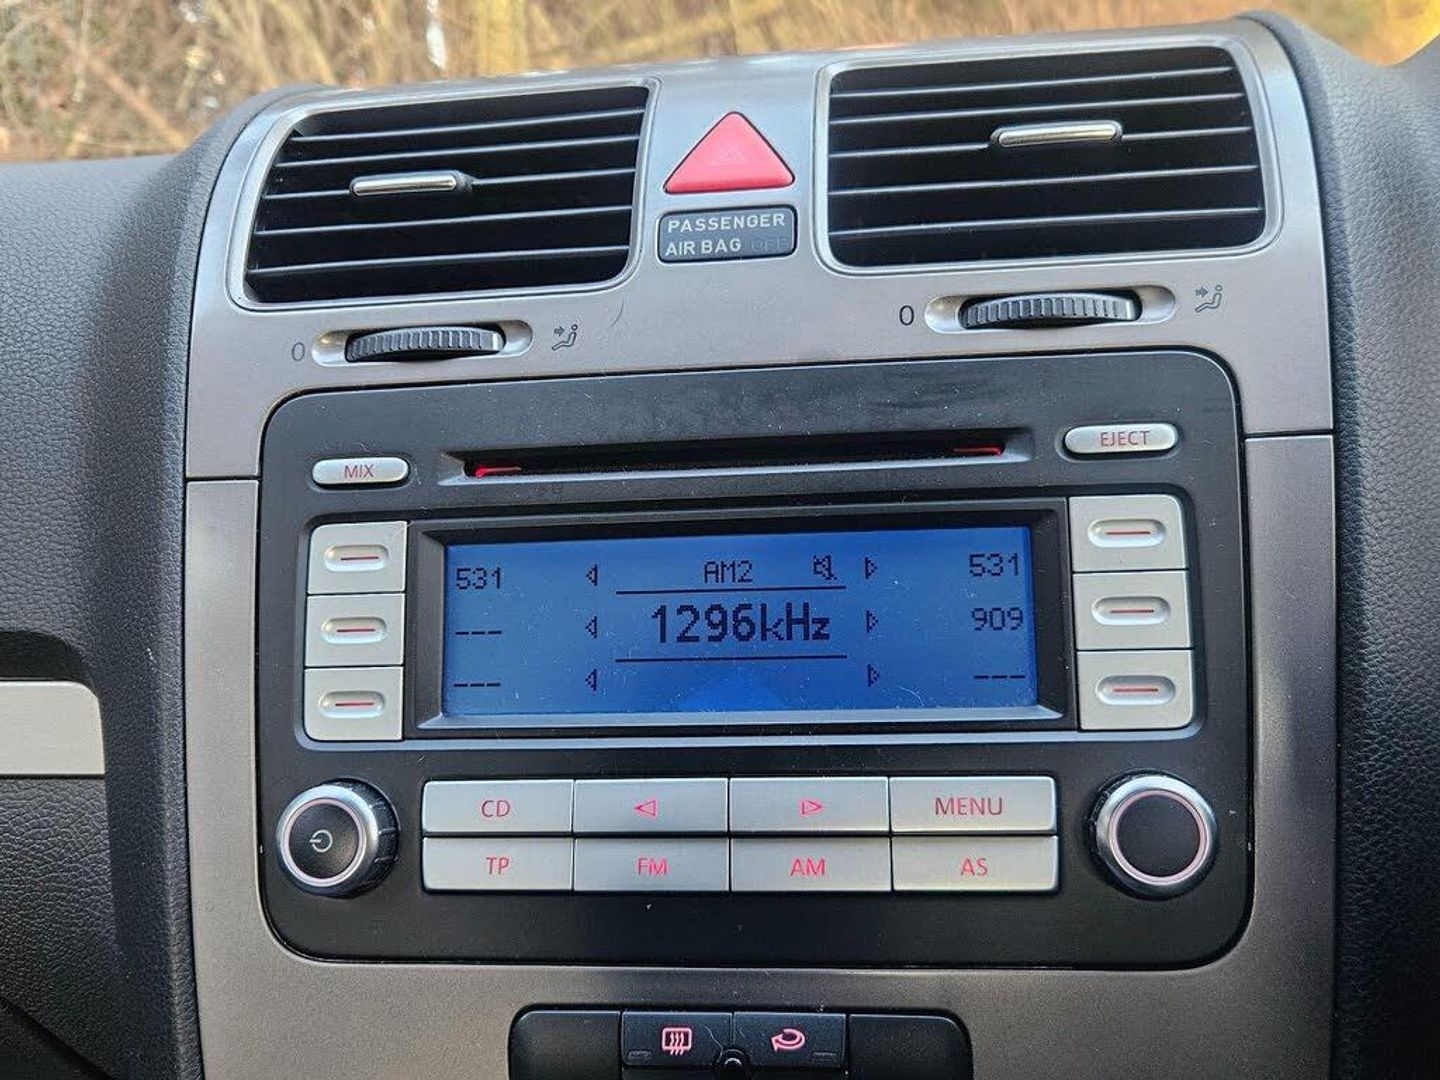 PASSENGER
AIR BAG OFF
0
0
MIX
EJECT
531 AM2 531
--- 1296kHz 909
--- ---
CD MENU
TP FM AM AS